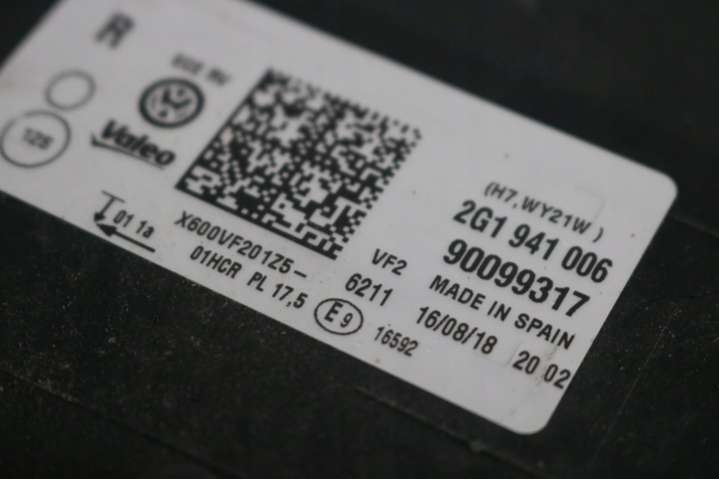 R
VW
Valeo
(H7.WY21W)
2G1 941 006
90099317
MADE IN SPAIN
16/08/18 20 02
VF2
6211
X600VF201Z5-
01HCR PL 17,5
01 1a
E9
16592